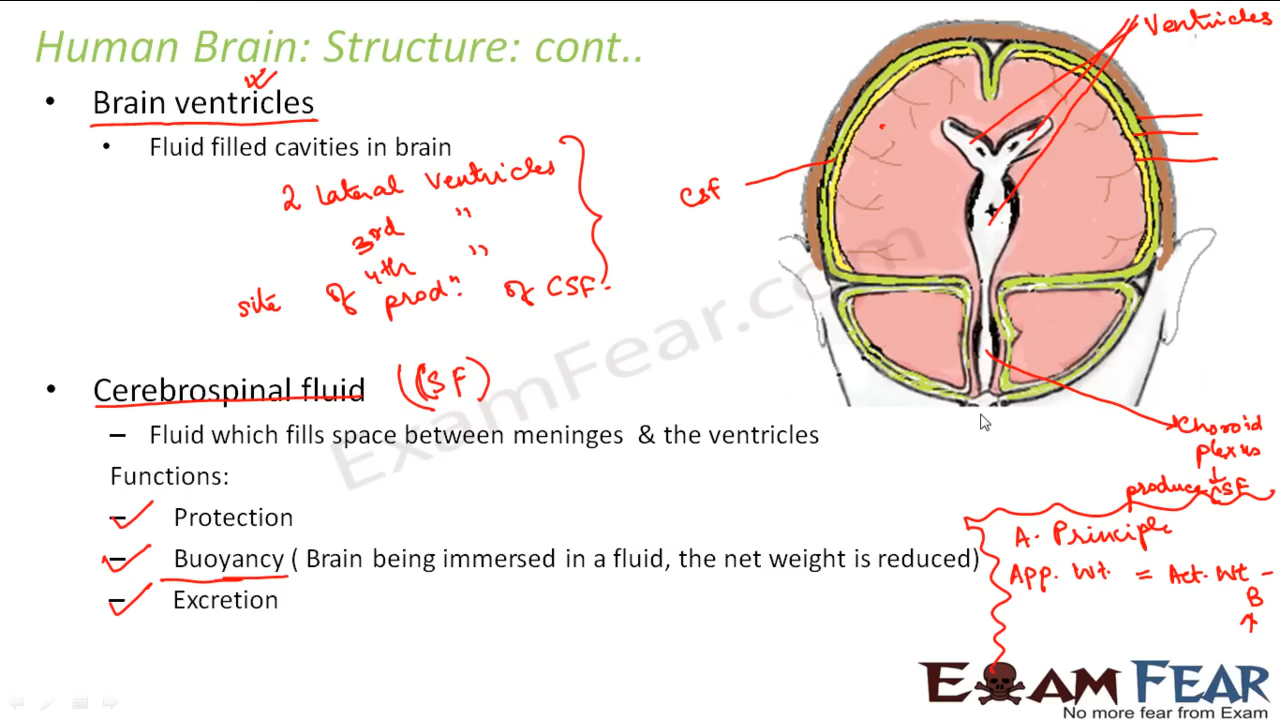 Human Brain: Structure: cont..
• Brain ventricles
• Fluid filled cavities in brain
2 lateral ventricles
3rd "
4th "
site of prodn. of CSF.
• Cerebrospinal fluid (CSF)
– Fluid which fills space between meninges & the ventricles
Functions:
– Protection
– Buoyancy ( Brain being immersed in a fluid, the net weight is reduced)
– Excretion
Ventricles
CSF
Choroid
plexus
produce CSF
A. Principle
App. Wt. = Act. Wt –
B
ExamFear.com
EXAM FEAR
No more fear from Exam